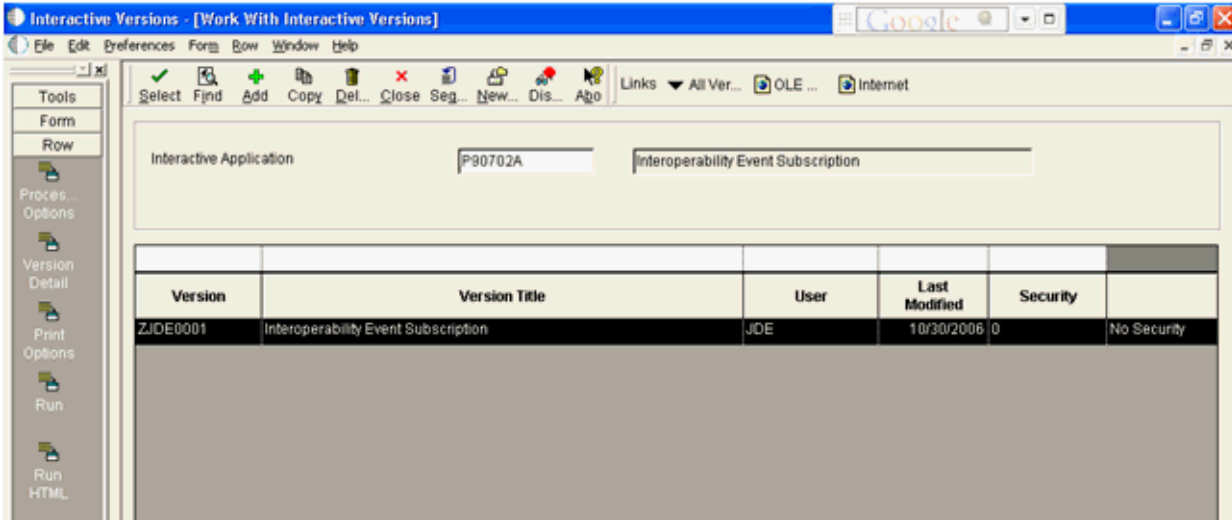 Interactive Versions - [Work With Interactive Versions]
Google
File Edit Preferences Form Row Window Help
Select Find Add Copy Del... Close Seq... New... Dis... Abo
Links All Ver... OLE ... Internet
Tools
Form
Row
Proces...
Options
Version
Detail
Print
Options
Run
Run
HTML
Interactive Application P90702A Interoperability Event Subscription
Version Version Title User Last Modified Security
ZJDE0001 Interoperability Event Subscription JDE 10/30/2006 0 No Security